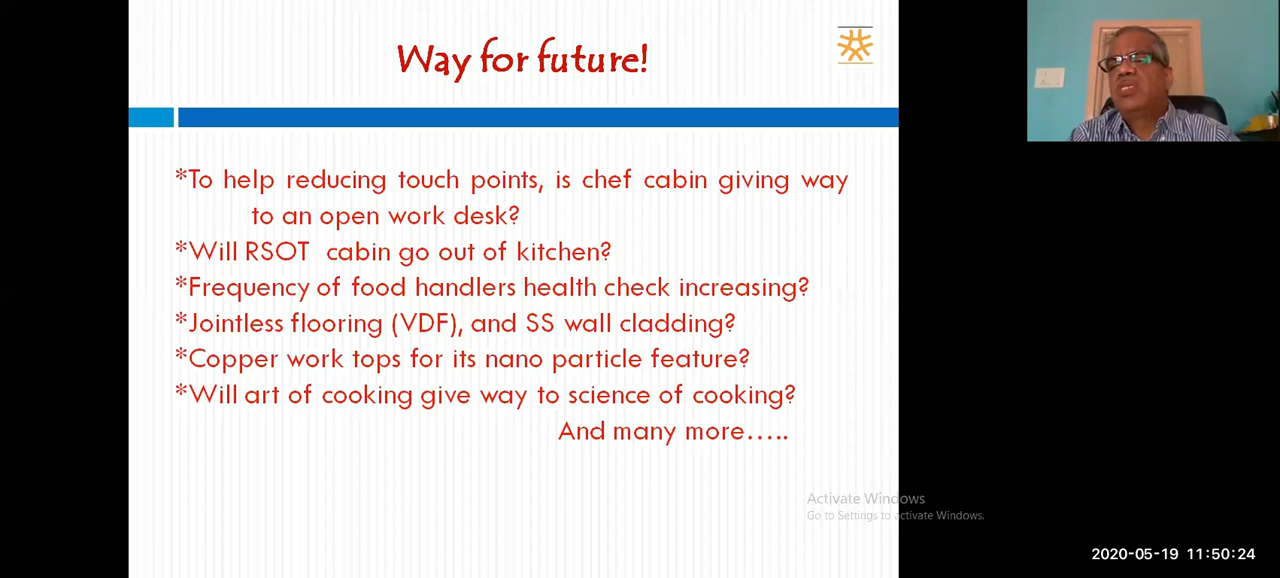 Way for future!
*To help reducing touch points, is chef cabin giving way
to an open work desk?
*Will RSOT cabin go out of kitchen?
*Frequency of food handlers health check increasing?
*Jointless flooring (VDF), and SS wall cladding?
*Copper work tops for its nano particle feature?
*Will art of cooking give way to science of cooking?
And many more.....
Activate Windows
Go to Settings to activate Windows.
2020-05-19 11:50:24